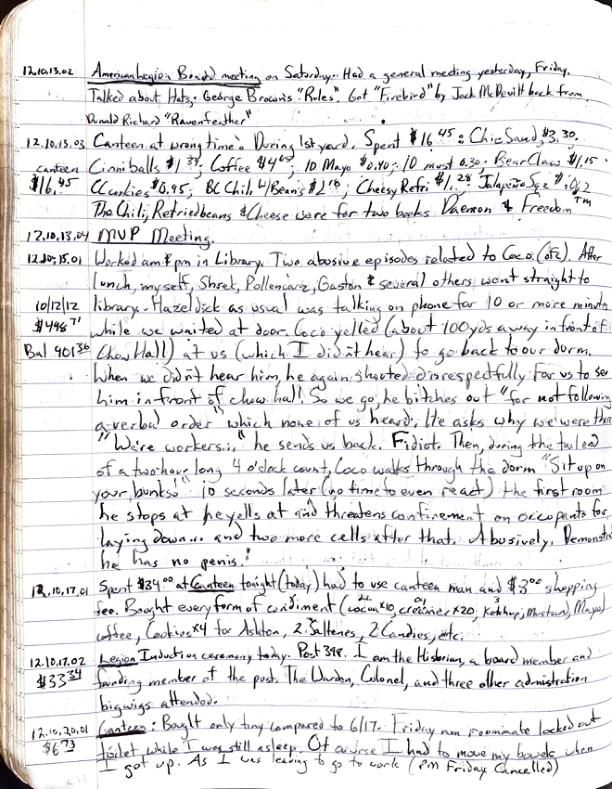 12.10.13.02 American Legion Board meeting on Saturday. Had a general meeting yesterday, Friday.
Talked about Hats. George Brown's "Rules". Got "Firebird" by Jack McDevitt back from
Donald Richard "Ravenfeather"
12.10.13.03 Canteen at wrong time. During 1st yard. Spent $16.45: Chic Sand, $3.30.
canteen Cinniballs $1 Coffee $4 10 Mayo $0.40; 10 must 0.30. Bear Claw $1.15
$16.45 CCookies $0.95; BC Chili w/Beans $2.10; Cheesy Refri $1.28 Jalapeño
The Chili, Refriedbeans & Cheese were for two books Daemon & Freedom™
12.10.13.04 MVP Meeting.
12.10.15.01 Worked am & pm in Library. Two abusive episodes related to Coco (ofc). After
lunch, myself, Shrek, Pollencarz, Gaston & several others went straight to
10/12/12 library. Hazeldick as usual was talking on phone for 10 or more minutes
$498.71 while we waited at door. Coco yelled (about 100yds away in front of
Bal 901.36 Chow Hall) at us (which I didn't hear) to go back to our dorm.
When we didn't hear him, he again shouted disrespectfully for us to see
him in front of chow hall. So we go, he bitches out "for not following
a verbal order" which none of us heard. He asks why we were there
"We're workers..." he sends us back. Fidiot. Then, during the tail end
of a two hour long 4 o'clock count, Coco walks through the dorm "Sit up on
your bunks!" 10 seconds later (no time to even react) the first room
he stops at he yells at and threatens confinement on occupants for
laying down... and two more cells after that. Abusively. Demonstrat
he has no penis!
12.10.17.01 Spent $34.00 at Canteen tonight (today) had to use canteen man and $3.00 shopping
fee. Bought every form of condiment (cocoa x10, creamer x20, Ketchup, Mustard, Mayo)
coffee, Cookies x4 for Ashton, 2 Saltenes, 2 Candies, etc.
12.10.17.02 Legion Induction ceremony today. Post 398. I am the Historian, a board member and
$33.34 founding member of the post. The Warden, Colonel, and three other administration
bigwigs attended.
12.10.20.01 Canteen: Bought only tiny compared to 6/17. Friday roommate locked out
$6.73 toilet while I was still asleep. Of course I had to move my bowels when
I got up. As I was leaving to go to work (PM Friday Cancelled)